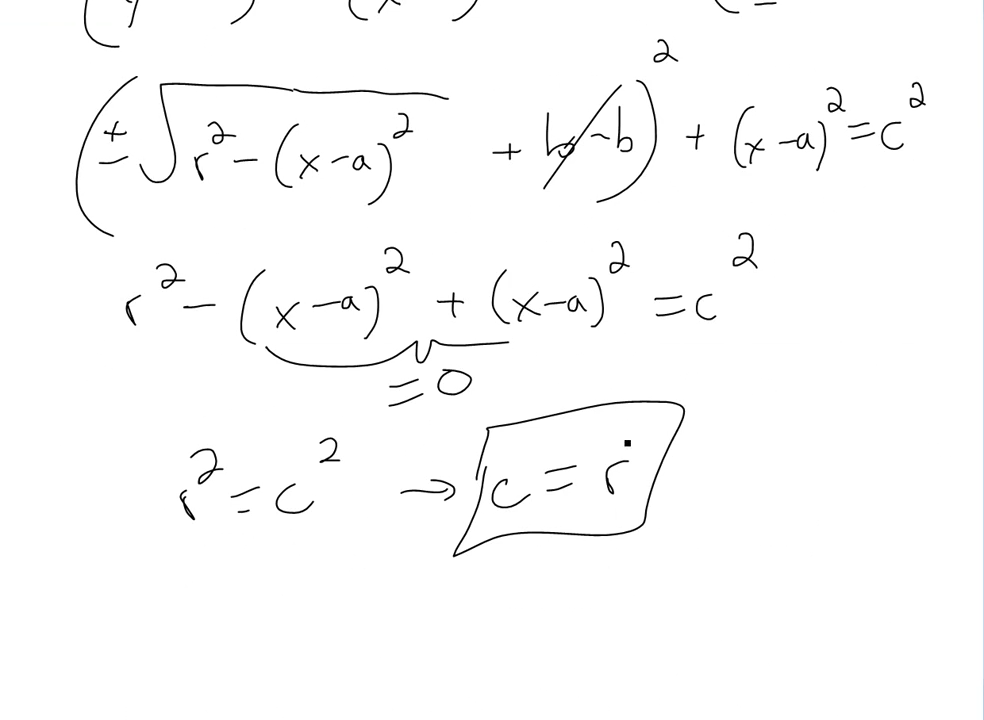 (± √(r² - (x-a)²) + b - b)² + (x-a)² = c²
r² - (x-a)² + (x-a)² = c²
= 0
r² = c² → c = r